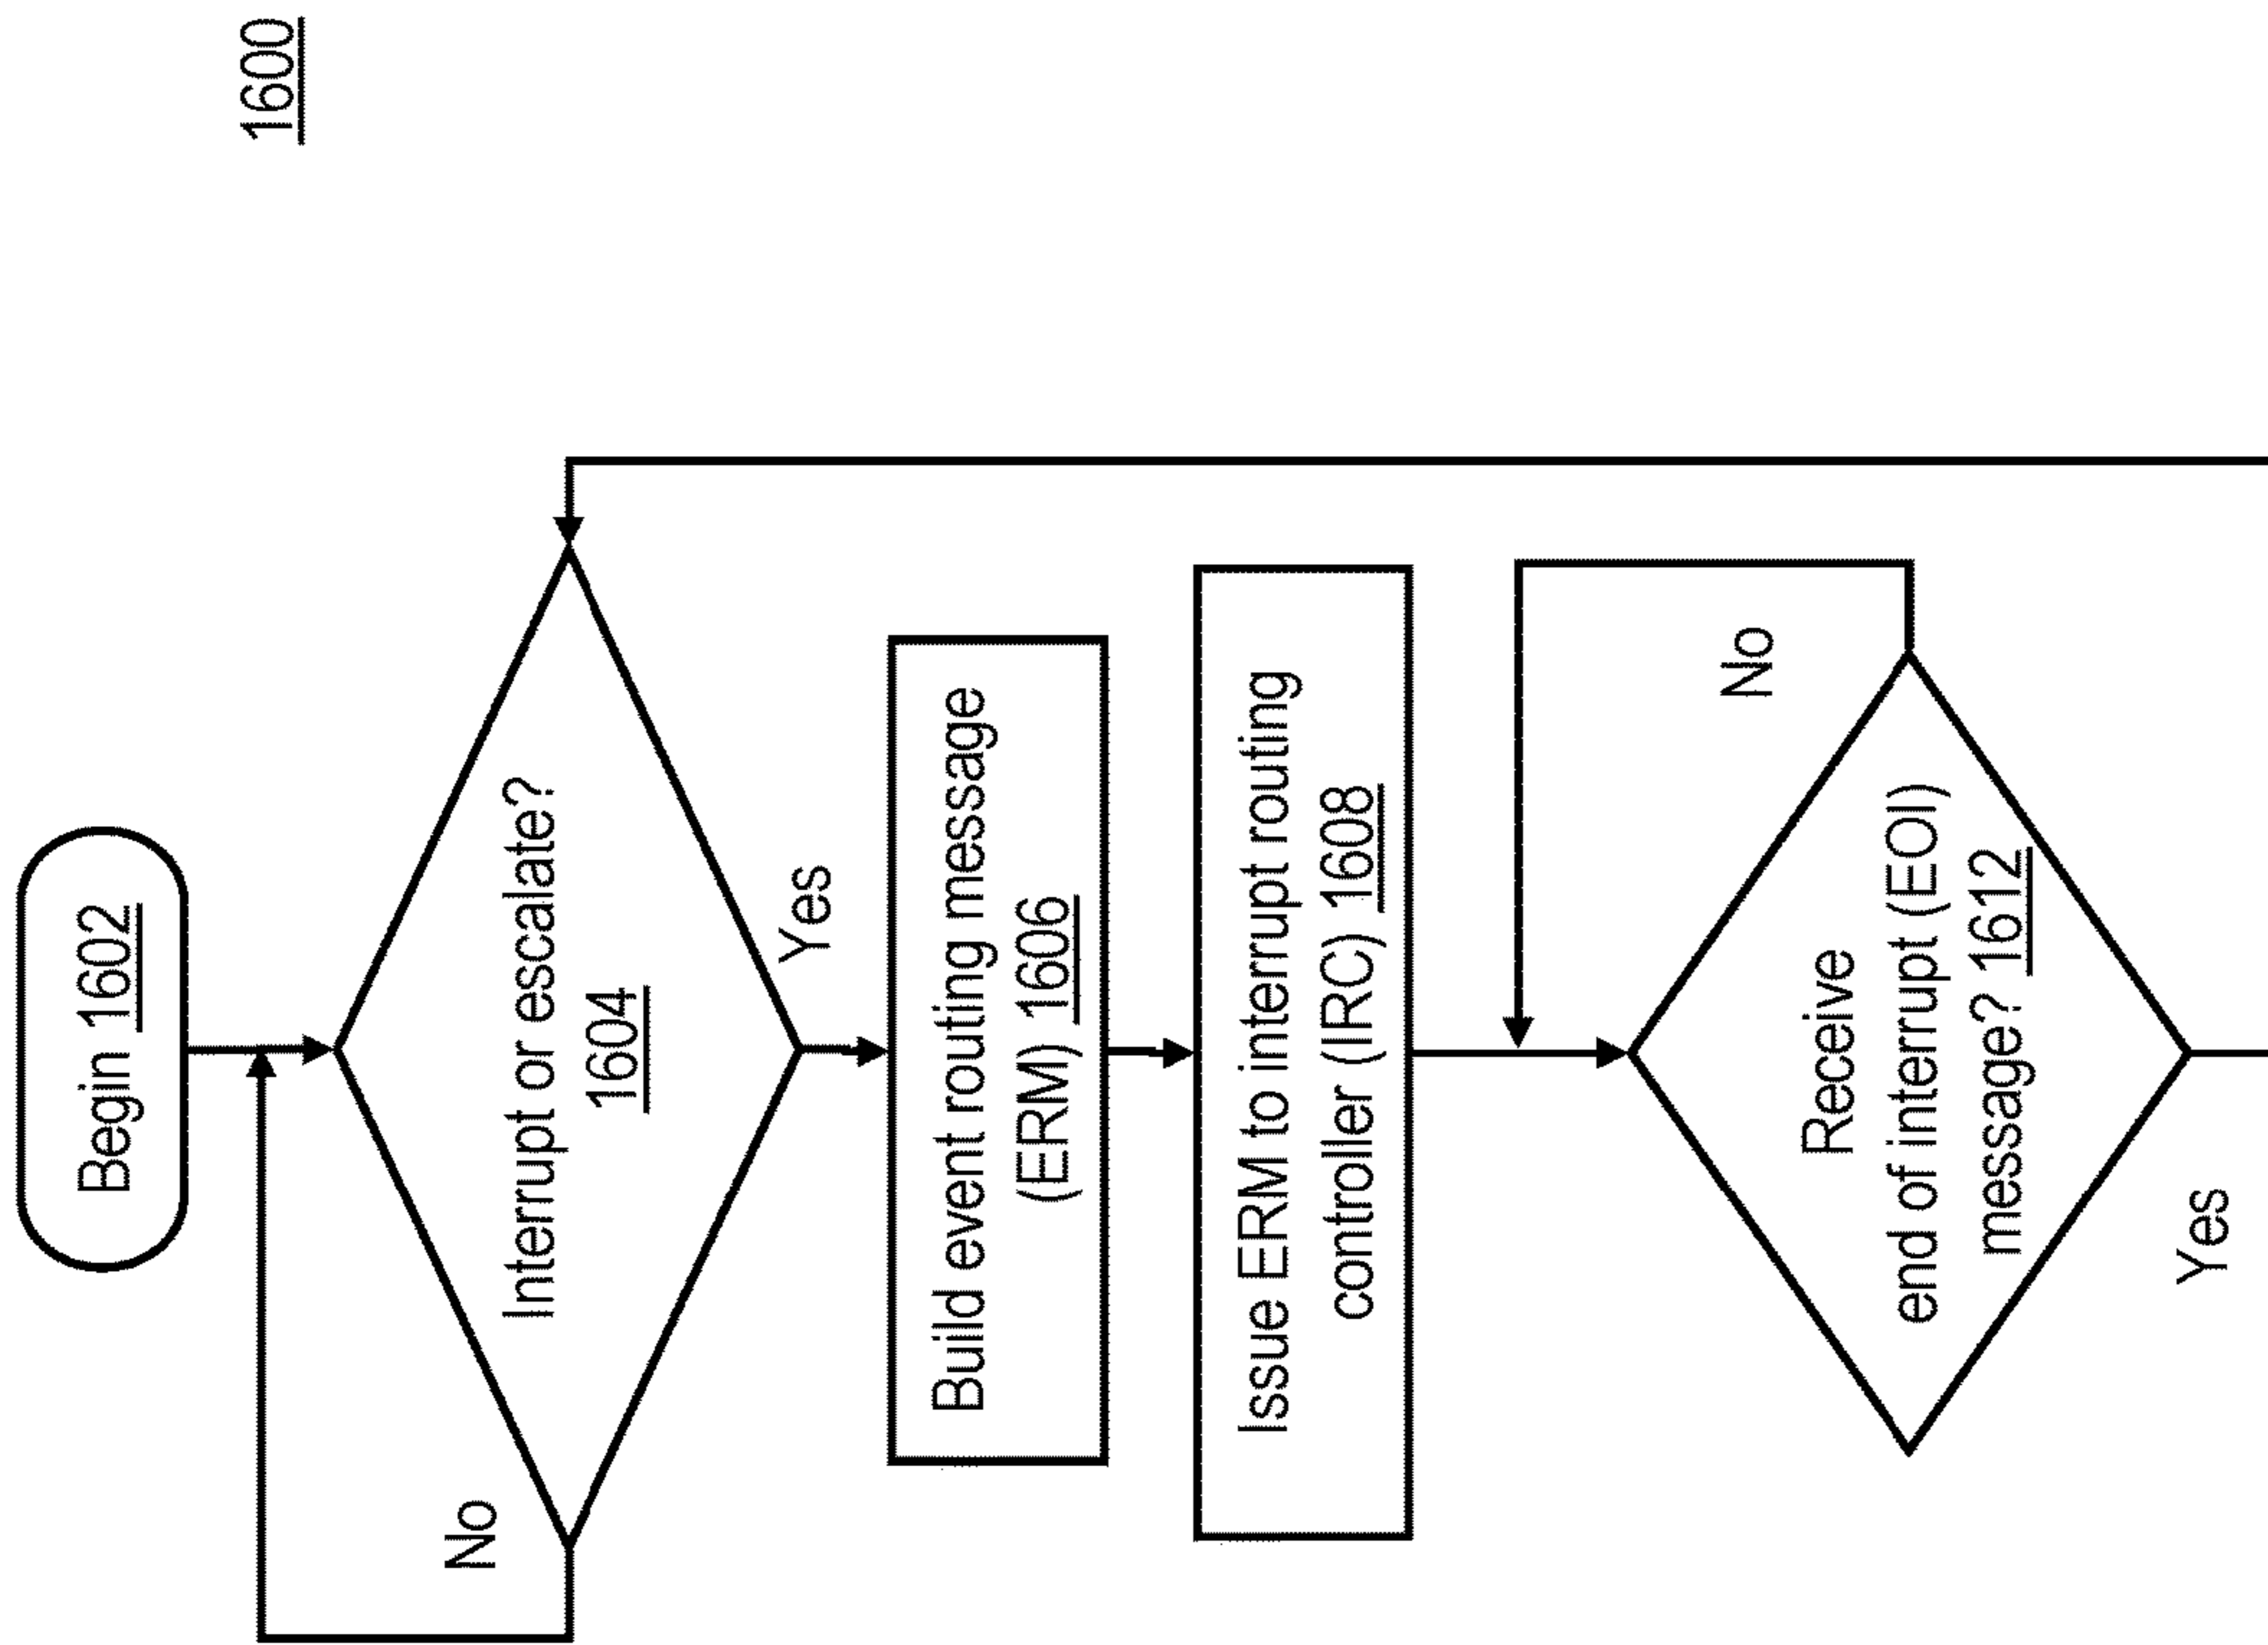 1600
Begin 1602
Interrupt or escalate?
1604
No
Yes
Build event routing message
(ERM) 1606
Issue ERM to interrupt routing
controller (IRC) 1608
No
Receive
end of interrupt (EOI)
message? 1612
Yes